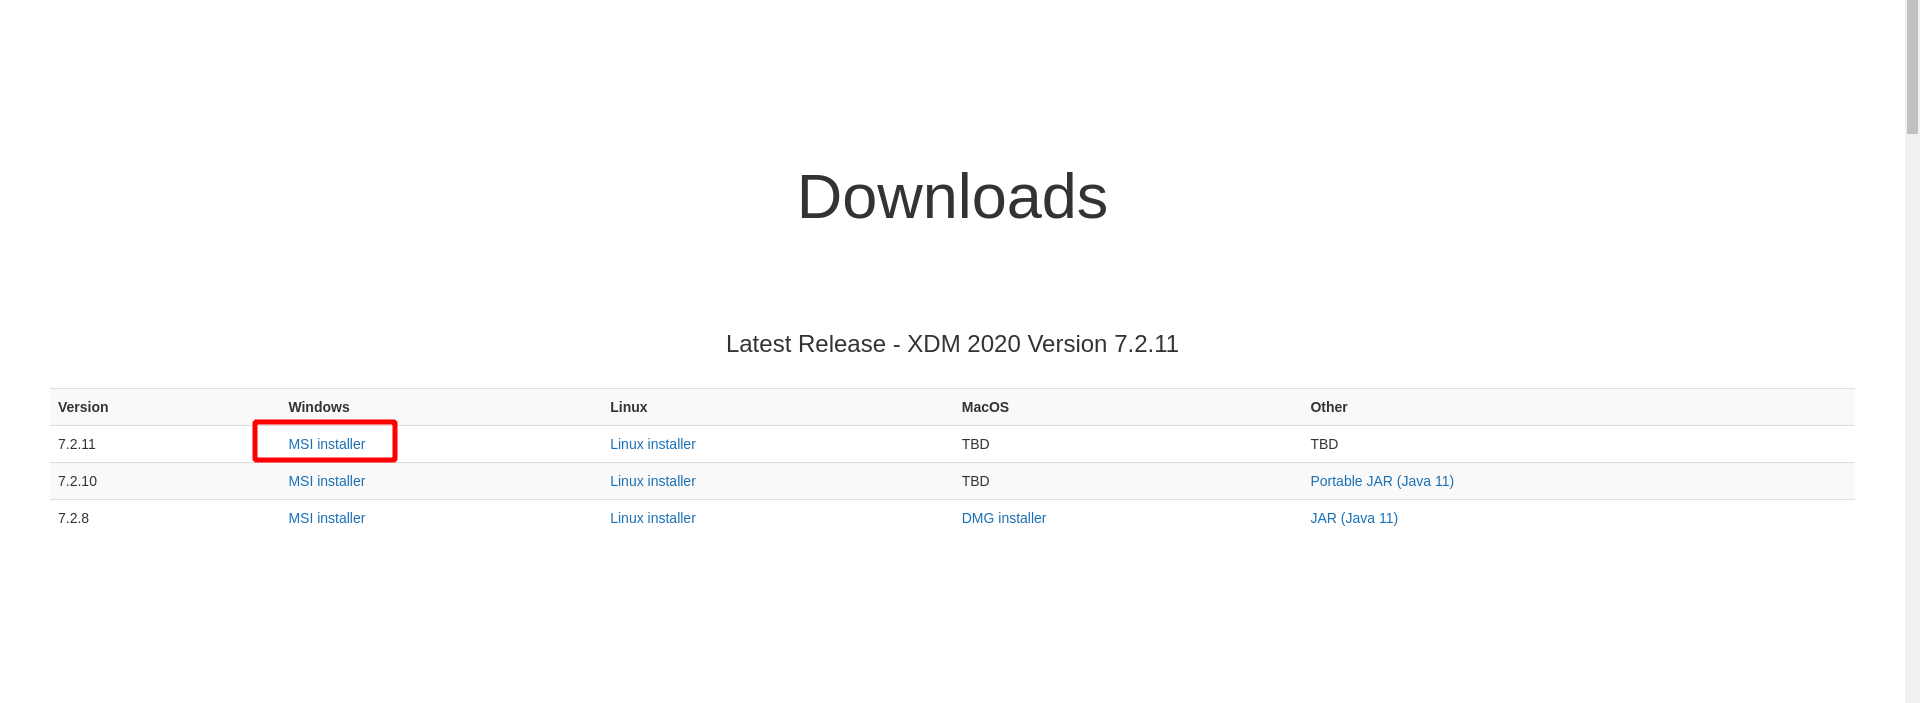 Downloads
Latest Release - XDM 2020 Version 7.2.11
Version Windows Linux MacOS Other
7.2.11 MSI installer Linux installer TBD TBD
7.2.10 MSI installer Linux installer TBD Portable JAR (Java 11)
7.2.8 MSI installer Linux installer DMG installer JAR (Java 11)